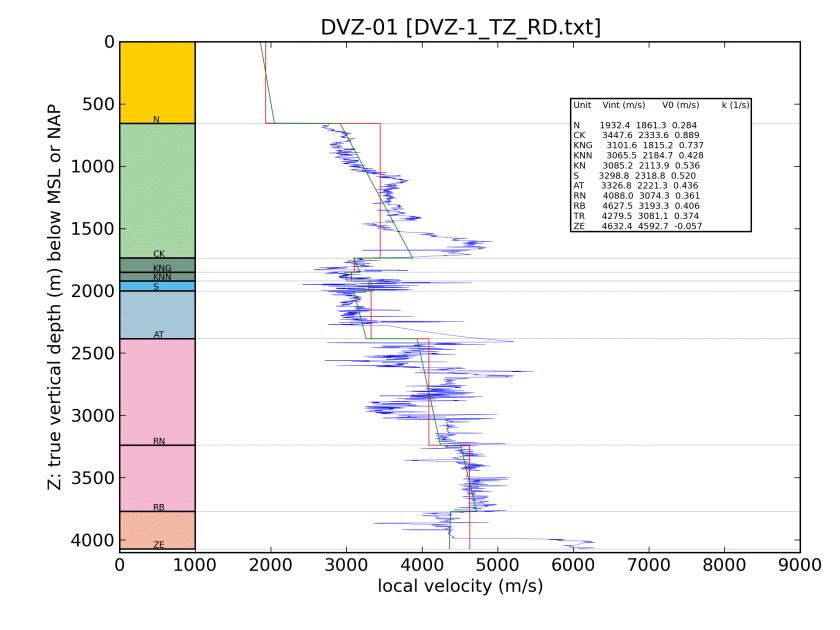 DVZ-01 [DVZ-1_TZ_RD.txt]
Z: true vertical depth (m) below MSL or NAP
0
500
1000
1500
2000
2500
3000
3500
4000
N
CK
KNG
KNN
S
AT
RN
RB
ZE
Unit Vint (m/s) V0 (m/s) k (1/s)
N 1932.4 1861.3 0.284
CK 3447.6 2333.6 0.889
KNG 3101.6 1815.2 0.737
KNN 3065.5 2184.7 0.428
KN 3085.2 2113.9 0.536
S 3298.8 2318.8 0.520
AT 3326.8 2221.3 0.436
RN 4088.0 3074.3 0.361
RB 4627.5 3193.3 0.406
TR 4279.5 3081.1 0.374
ZE 4632.4 4592.7 -0.057
0 1000 2000 3000 4000 5000 6000 7000 8000 9000
local velocity (m/s)